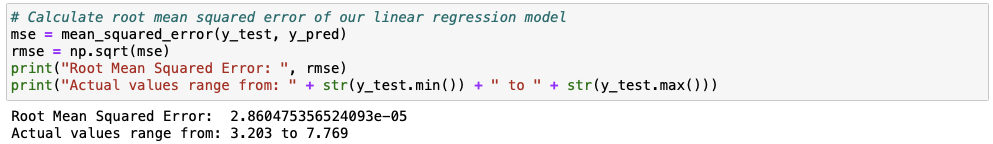 # Calculate root mean squared error of our linear regression model
mse = mean_squared_error(y_test, y_pred)
rmse = np.sqrt(mse)
print("Root Mean Squared Error: ", rmse)
print("Actual values range from: " + str(y_test.min()) + " to " + str(y_test.max()))
Root Mean Squared Error:  2.860475356524093e-05
Actual values range from: 3.203 to 7.769